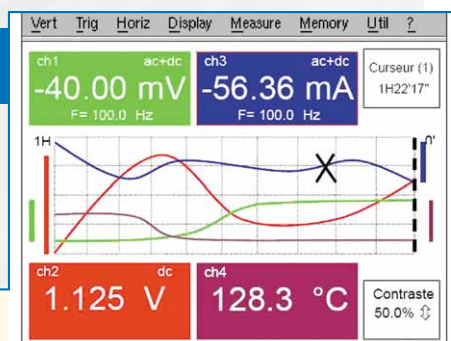 Vert Trig Horiz Display Measure Memory Util ?
ch1 ac+dc
-40.00 mV
F= 100.0 Hz
ch3 ac+dc
-56.36 mA
F= 100.0 Hz
Curseur (1)
1H22'17"
1H
0'
ch2 dc
1.125 V
ch4
128.3 °C
Contraste
50.0%